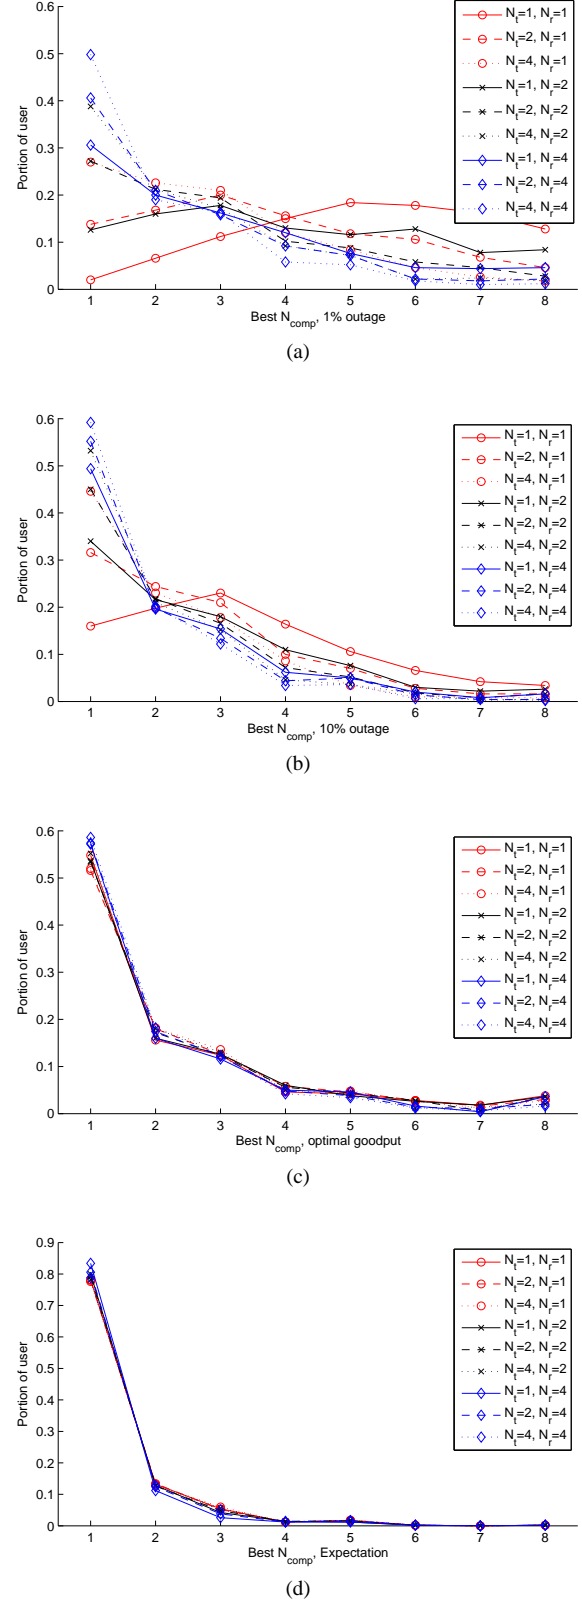 0.6
0.5
0.4
0.3
0.2
0.1
0
Portion of user
N_t=1, N_r=1
N_t=2, N_r=1
N_t=4, N_r=1
N_t=1, N_r=2
N_t=2, N_r=2
N_t=4, N_r=2
N_t=1, N_r=4
N_t=2, N_r=4
N_t=4, N_r=4
1 2 3 4 5 6 7 8
Best N_comp, 1% outage
(a)
0.6
0.5
0.4
0.3
0.2
0.1
0
Portion of user
N_t=1, N_r=1
N_t=2, N_r=1
N_t=4, N_r=1
N_t=1, N_r=2
N_t=2, N_r=2
N_t=4, N_r=2
N_t=1, N_r=4
N_t=2, N_r=4
N_t=4, N_r=4
1 2 3 4 5 6 7 8
Best N_comp, 10% outage
(b)
0.6
0.5
0.4
0.3
0.2
0.1
0
Portion of user
N_t=1, N_r=1
N_t=2, N_r=1
N_t=4, N_r=1
N_t=1, N_r=2
N_t=2, N_r=2
N_t=4, N_r=2
N_t=1, N_r=4
N_t=2, N_r=4
N_t=4, N_r=4
1 2 3 4 5 6 7 8
Best N_comp, optimal goodput
(c)
0.9
0.8
0.7
0.6
0.5
0.4
0.3
0.2
0.1
0
Portion of user
N_t=1, N_r=1
N_t=2, N_r=1
N_t=4, N_r=1
N_t=1, N_r=2
N_t=2, N_r=2
N_t=4, N_r=2
N_t=1, N_r=4
N_t=2, N_r=4
N_t=4, N_r=4
1 2 3 4 5 6 7 8
Best N_comp, Expectation
(d)